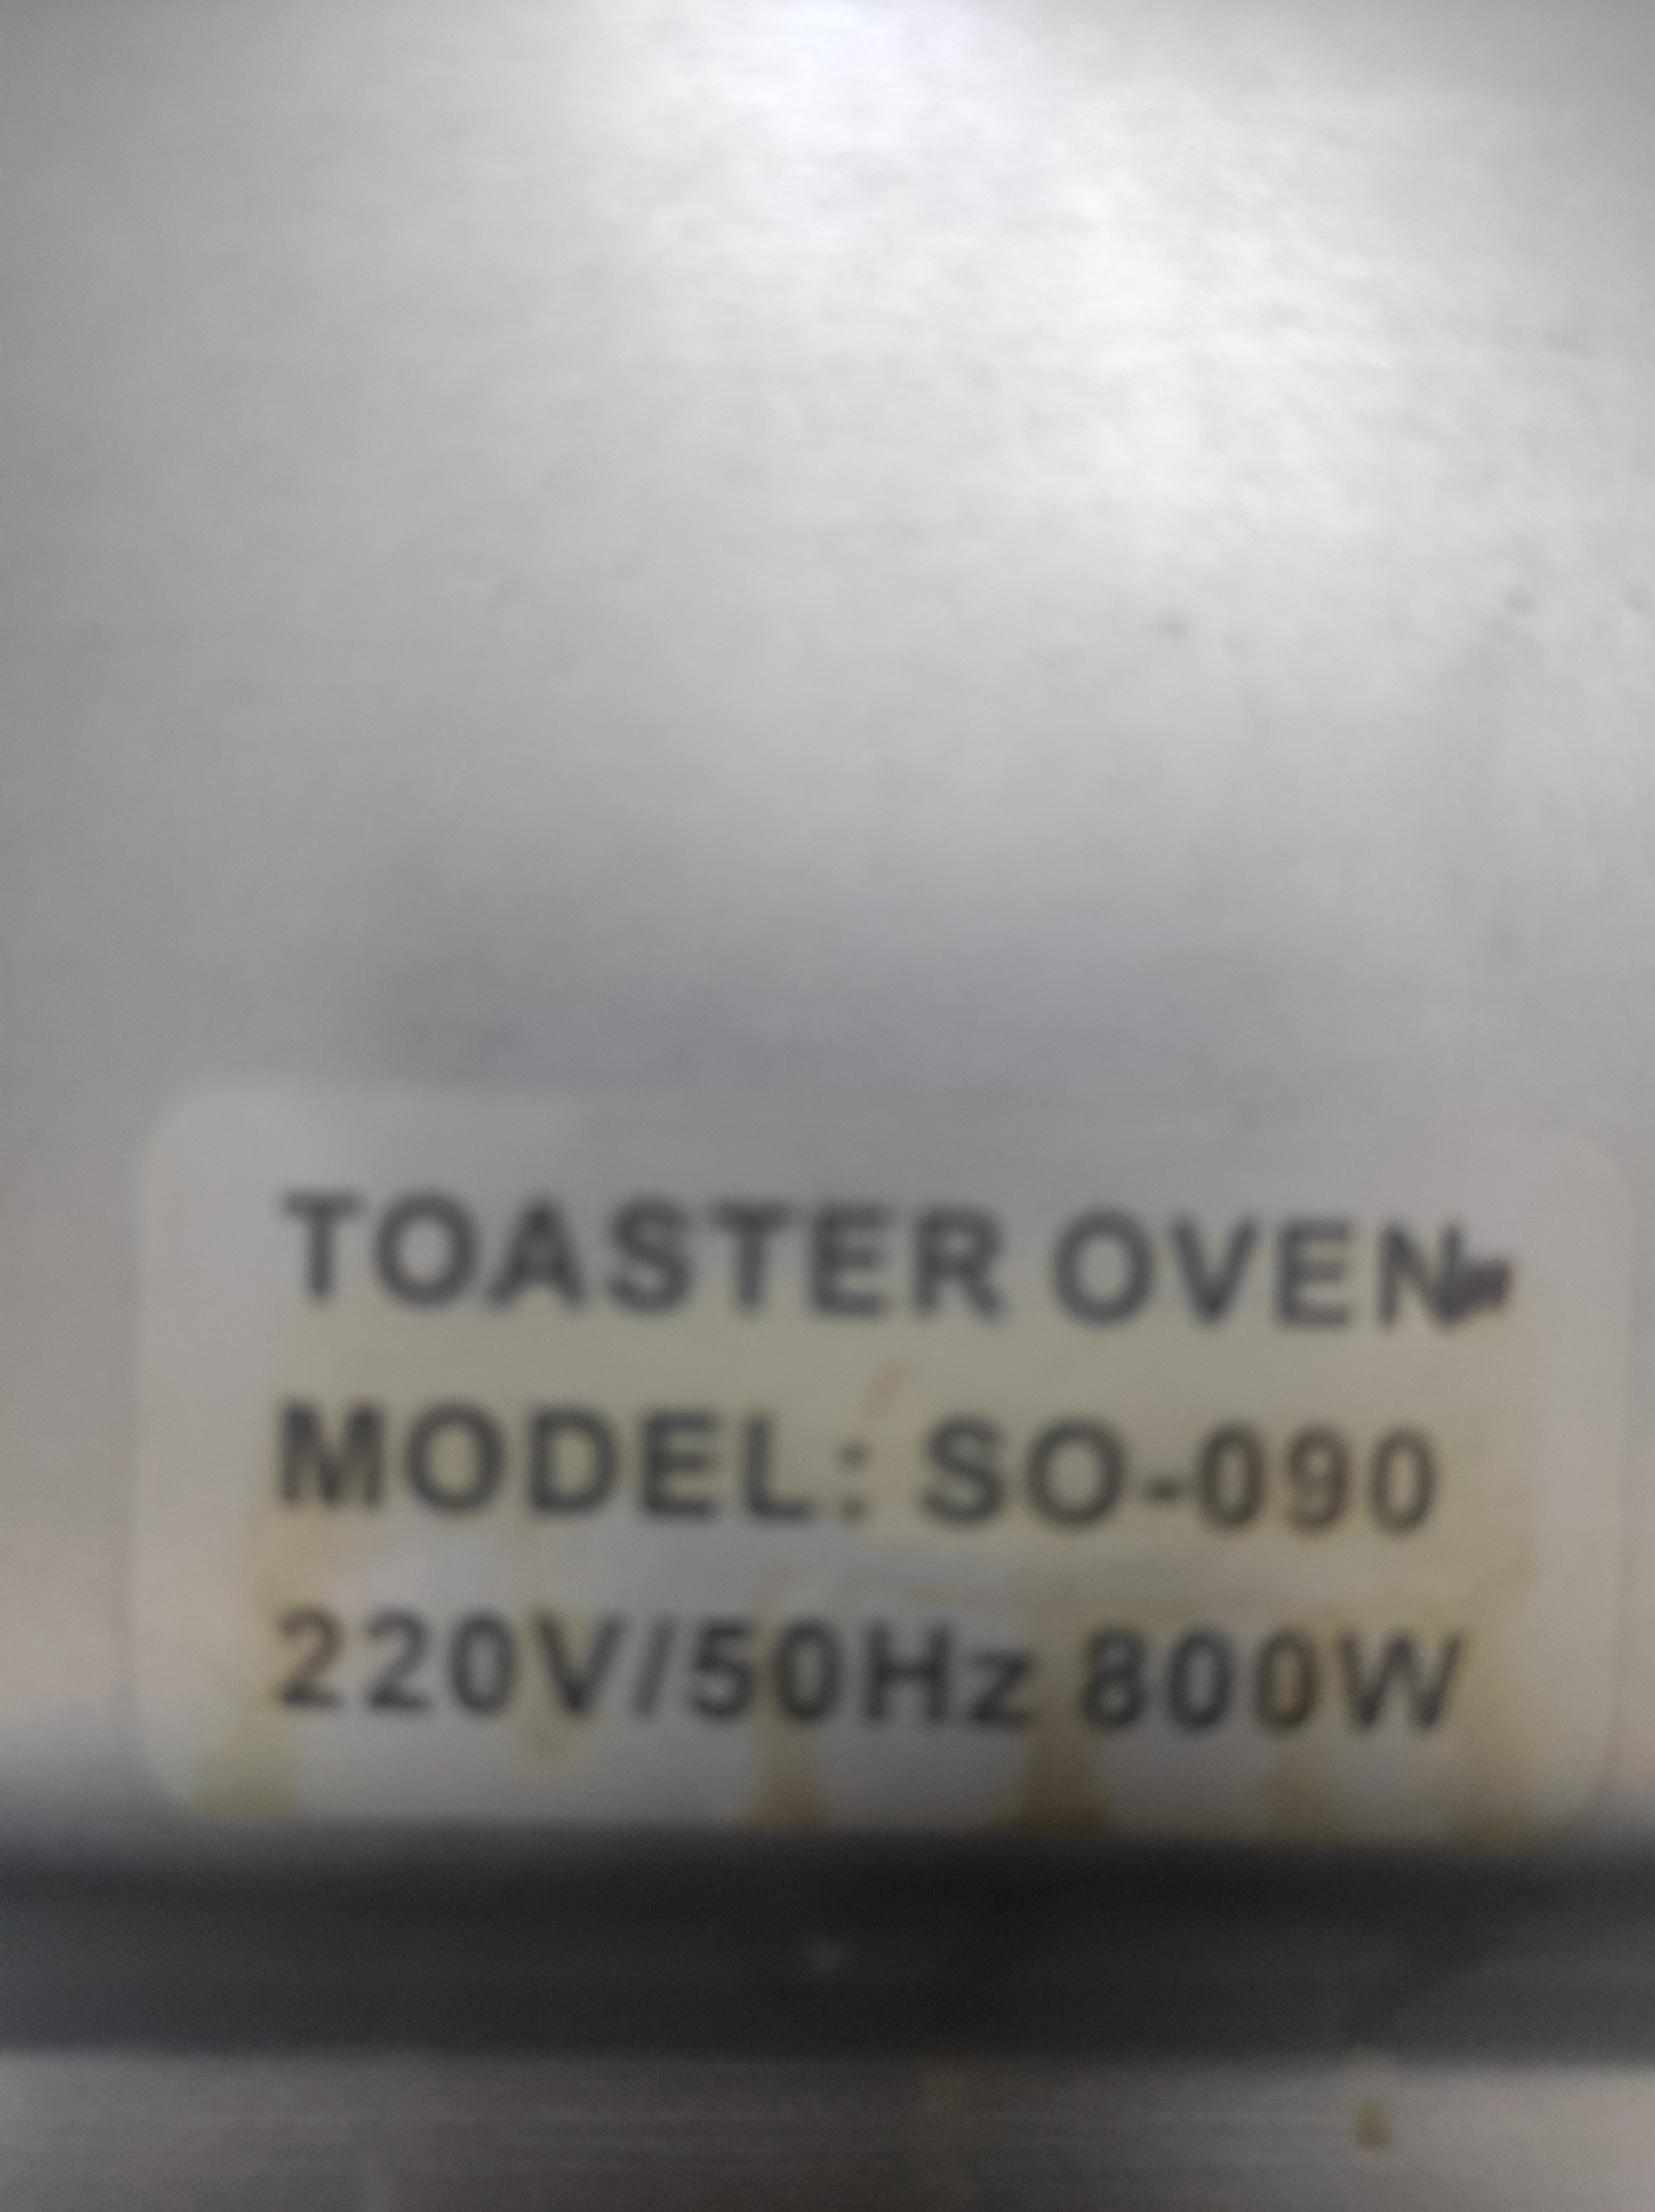 TOASTER OVEN
MODEL: SO-090
220V/50Hz 800W